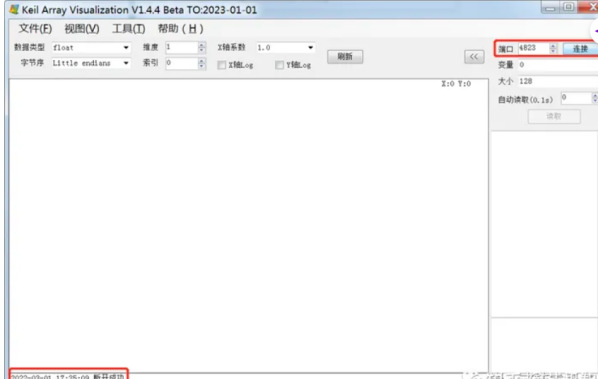 Keil Array Visualization V1.4.4 Beta TO:2023-01-01
文件(F) 视图(V) 工具(T) 帮助(H)
数据类型 float 维度 1 X轴系数 1.0
字节序 Little endians 索引 0 X轴Log Y轴Log 刷新 <<
端口 4823 连接
变量 0
大小 128
自动读取(0.1s) 0
读取
X:0 Y:0
17:25:09 断开成功